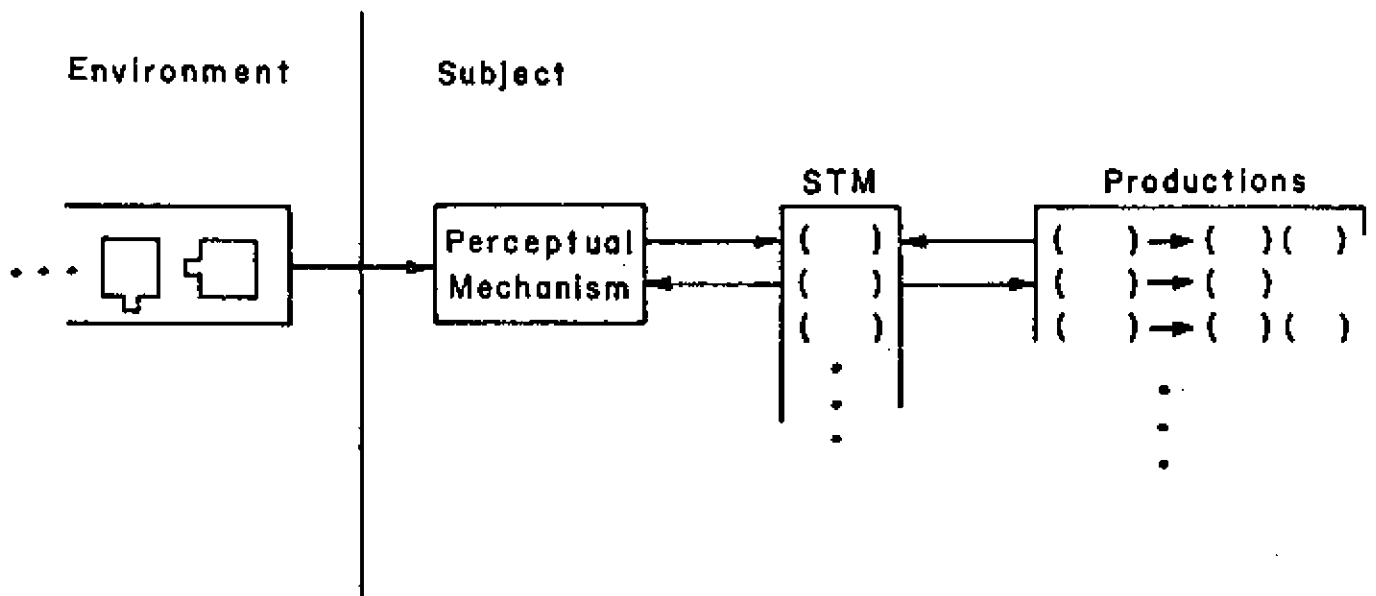 Environment
Subject
STM
Productions
Perceptual
Mechanism
( )
( )
( )
( ) → ( ) ( )
( ) → ( )
( ) → ( ) ( )